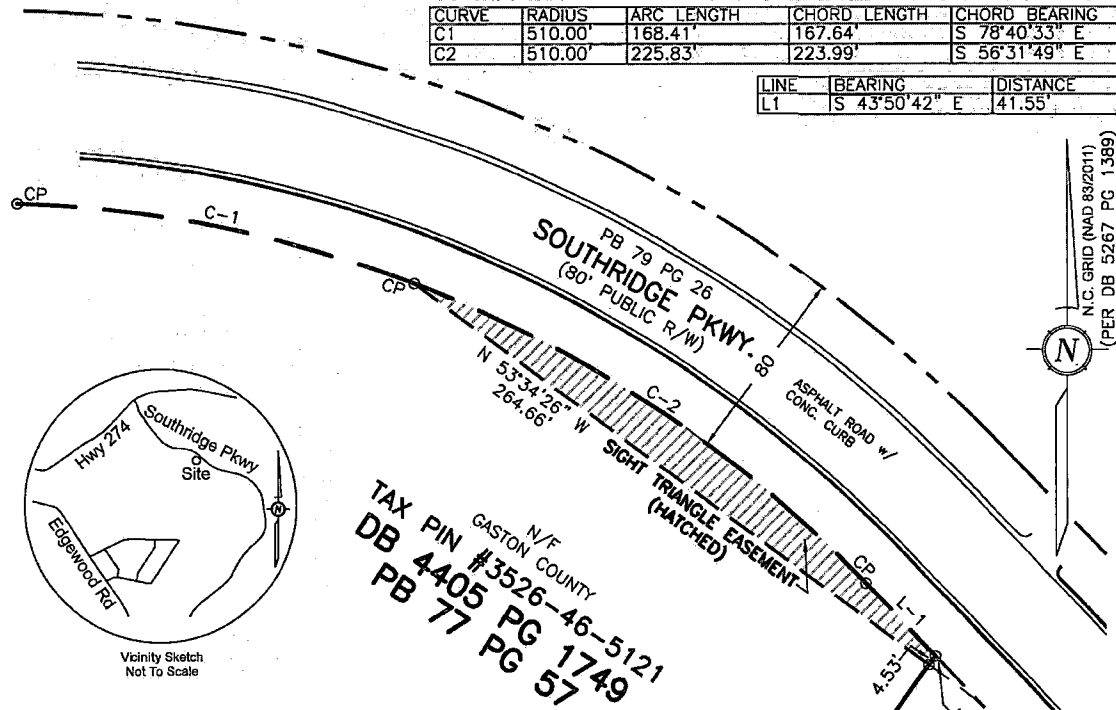 CURVE RADIUS ARC LENGTH CHORD LENGTH CHORD BEARING
C1 510.00' 168.41' 167.64' S 78°40'33" E
C2 510.00' 225.83' 223.99' S 56°31'49" E
LINE BEARING DISTANCE
L1 S 43°50'42" E 41.55'
N.C. GRID (NAD 83/2011)
(PER DB 5267 PG 1389)
N
CP
C-1
CP
PB 79 PG 26
SOUTHRIDGE PKWY.
(80' PUBLIC R/W)
80'
ASPHALT ROAD w/
CONC. CURB
C-2
N 53°34'26" W
264.66'
SIGHT TRIANGLE EASEMENT
(HATCHED)
CP
L-1
4.53'
N/F
GASTON COUNTY
TAX PIN #3526-46-5121
DB 4405 PG 1749
PB 77 PG 57
Hwy 274
Southridge Pkwy
Site
N
Edgewood Rd
Vicinity Sketch
Not To Scale